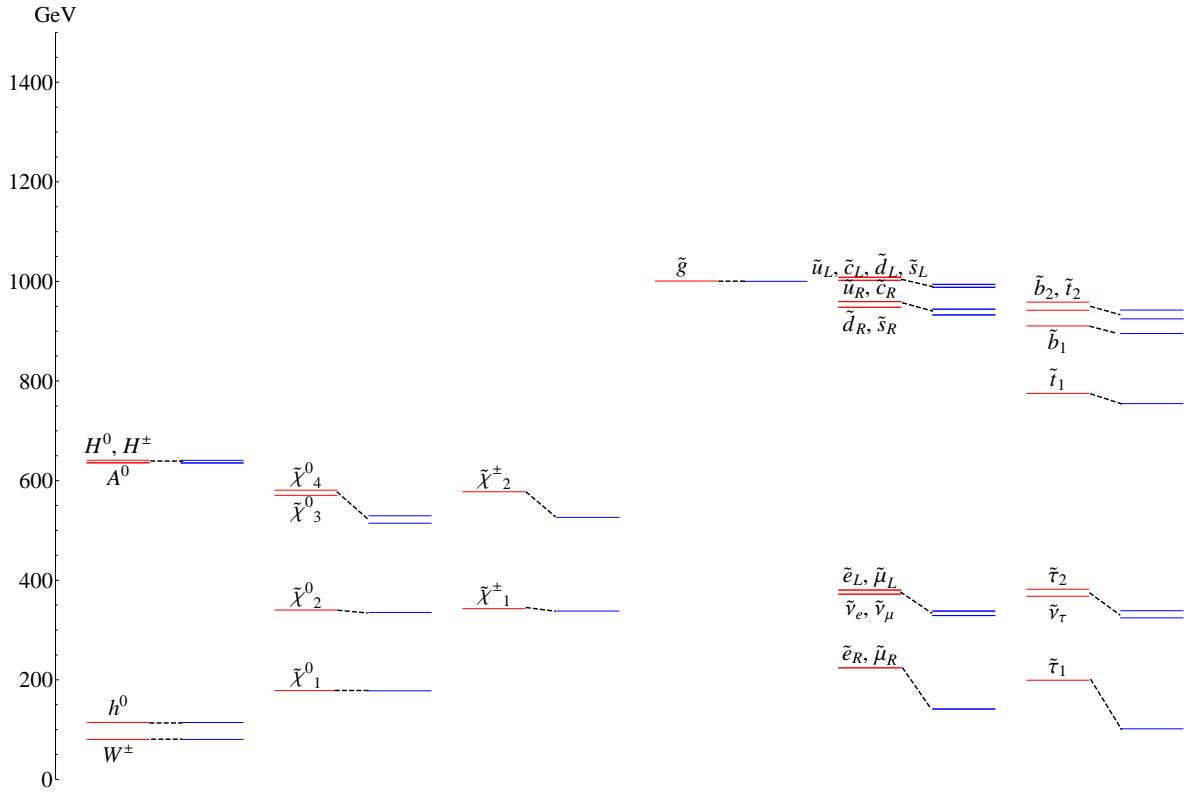 GeV
1400
1200
1000
800
600
400
200
0
H⁰, H±
A⁰
h⁰
W±
χ̃⁰₄
χ̃⁰₃
χ̃⁰₂
χ̃⁰₁
χ̃±₂
χ̃±₁
g̃
ũ_L, c̃_L, d̃_L, s̃_L
ũ_R, c̃_R
d̃_R, s̃_R
ẽ_L, μ̃_L
ν̃_e, ν̃_μ
ẽ_R, μ̃_R
b̃₂, t̃₂
b̃₁
t̃₁
τ̃₂
ν̃_τ
τ̃₁